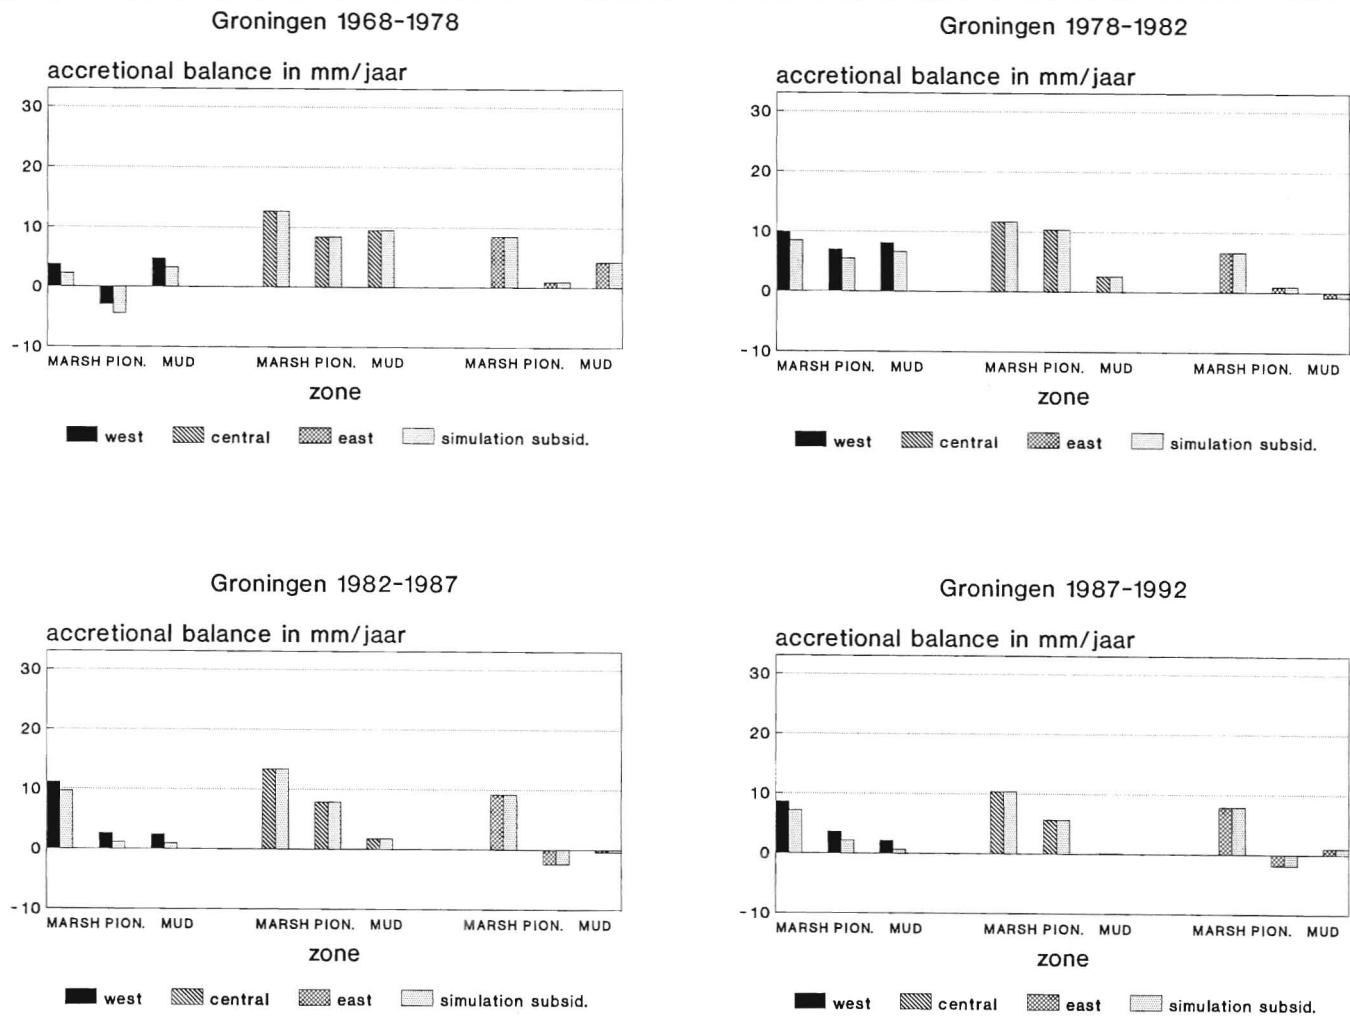 Groningen 1968-1978
accretional balance in mm/jaar
30
20
10
0
-10
MARSH PION. MUD MARSH PION. MUD MARSH PION. MUD
zone
west central east simulation subsid.
Groningen 1978-1982
accretional balance in mm/jaar
30
20
10
0
-10
MARSH PION. MUD MARSH PION. MUD MARSH PION. MUD
zone
west central east simulation subsid.
Groningen 1982-1987
accretional balance in mm/jaar
30
20
10
0
-10
MARSH PION. MUD MARSH PION. MUD MARSH PION. MUD
zone
west central east simulation subsid.
Groningen 1987-1992
accretional balance in mm/jaar
30
20
10
0
-10
MARSH PION. MUD MARSH PION. MUD MARSH PION. MUD
zone
west central east simulation subsid.